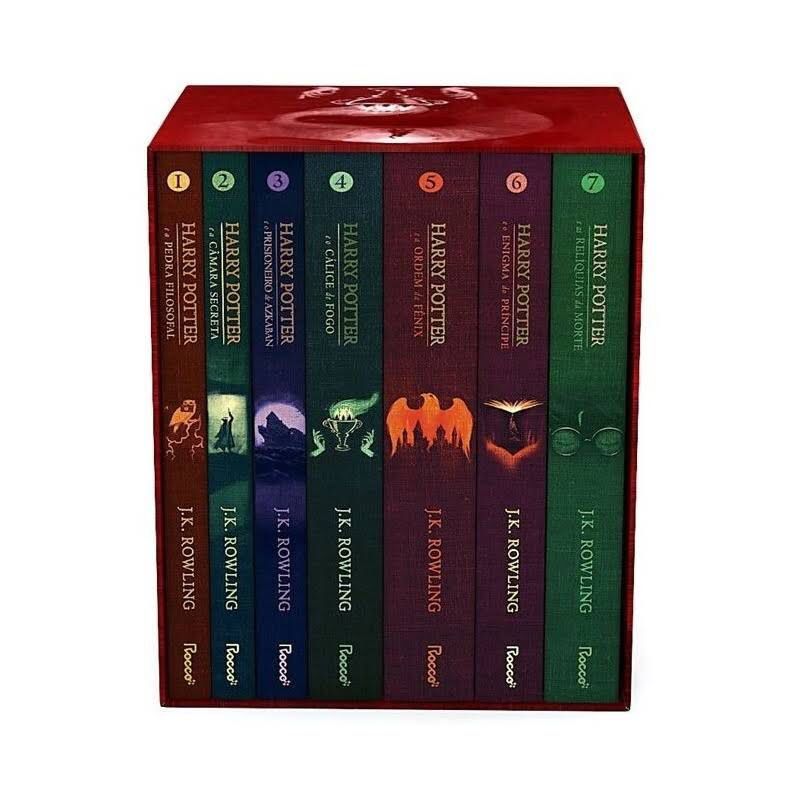 1
HARRY POTTER
e a PEDRA FILOSOFAL
J.K. ROWLING
Rocco
2
HARRY POTTER
e a CÂMARA SECRETA
J.K. ROWLING
Rocco
3
HARRY POTTER
e o PRISIONEIRO de AZKABAN
J.K. ROWLING
Rocco
4
HARRY POTTER
e o CÁLICE de FOGO
J.K. ROWLING
Rocco
5
HARRY POTTER
e a ORDEM da FÊNIX
J.K. ROWLING
Rocco
6
HARRY POTTER
e o ENIGMA do PRÍNCIPE
J.K. ROWLING
Rocco
7
HARRY POTTER
e as RELÍQUIAS da MORTE
J.K. ROWLING
Rocco